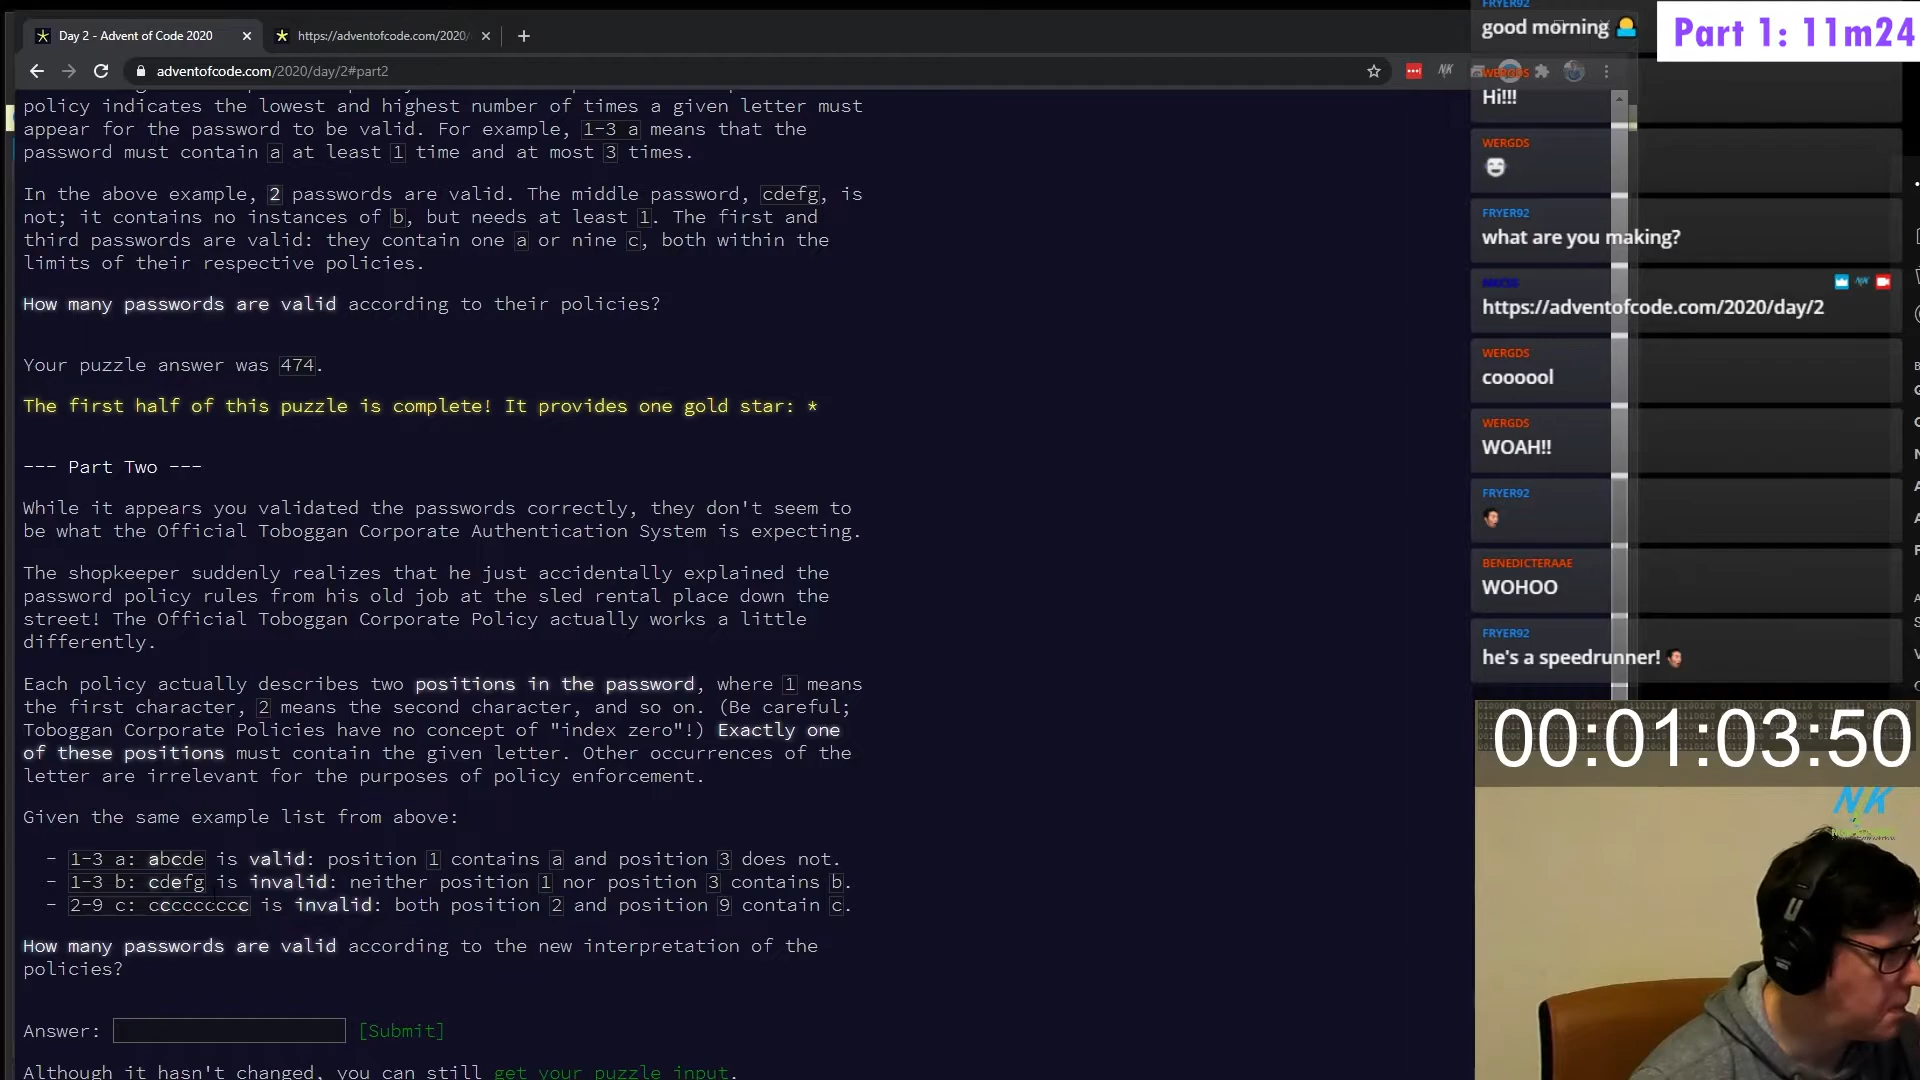 Day 2 - Advent of Code 2020
https://adventofcode.com/2020/
adventofcode.com/2020/day/2#part2
policy indicates the lowest and highest number of times a given letter must
appear for the password to be valid. For example, 1-3 a means that the
password must contain a at least 1 time and at most 3 times.
In the above example, 2 passwords are valid. The middle password, cdefg, is
not; it contains no instances of b, but needs at least 1. The first and
third passwords are valid: they contain one a or nine c, both within the
limits of their respective policies.
How many passwords are valid according to their policies?
Your puzzle answer was 474.
The first half of this puzzle is complete! It provides one gold star: *
--- Part Two ---
While it appears you validated the passwords correctly, they don't seem to
be what the Official Toboggan Corporate Authentication System is expecting.
The shopkeeper suddenly realizes that he just accidentally explained the
password policy rules from his old job at the sled rental place down the
street! The Official Toboggan Corporate Policy actually works a little
differently.
Each policy actually describes two positions in the password, where 1 means
the first character, 2 means the second character, and so on. (Be careful;
Toboggan Corporate Policies have no concept of "index zero"!) Exactly one
of these positions must contain the given letter. Other occurrences of the
letter are irrelevant for the purposes of policy enforcement.
Given the same example list from above:
- 1-3 a: abcde is valid: position 1 contains a and position 3 does not.
- 1-3 b: cdefg is invalid: neither position 1 nor position 3 contains b.
- 2-9 c: ccccccccc is invalid: both position 2 and position 9 contain c.
How many passwords are valid according to the new interpretation of the
policies?
Answer: [Submit]
Although it hasn't changed, you can still get your puzzle input.
FRYER92
good morning
WERGDS
Hi!!!
WERGDS
FRYER92
what are you making?
https://adventofcode.com/2020/day/2
WERGDS
coooool
WERGDS
WOAH!!
FRYER92
BENEDICTERAAE
WOHOO
FRYER92
he's a speedrunner!
Part 1: 11m24
00:01:03:50
NK